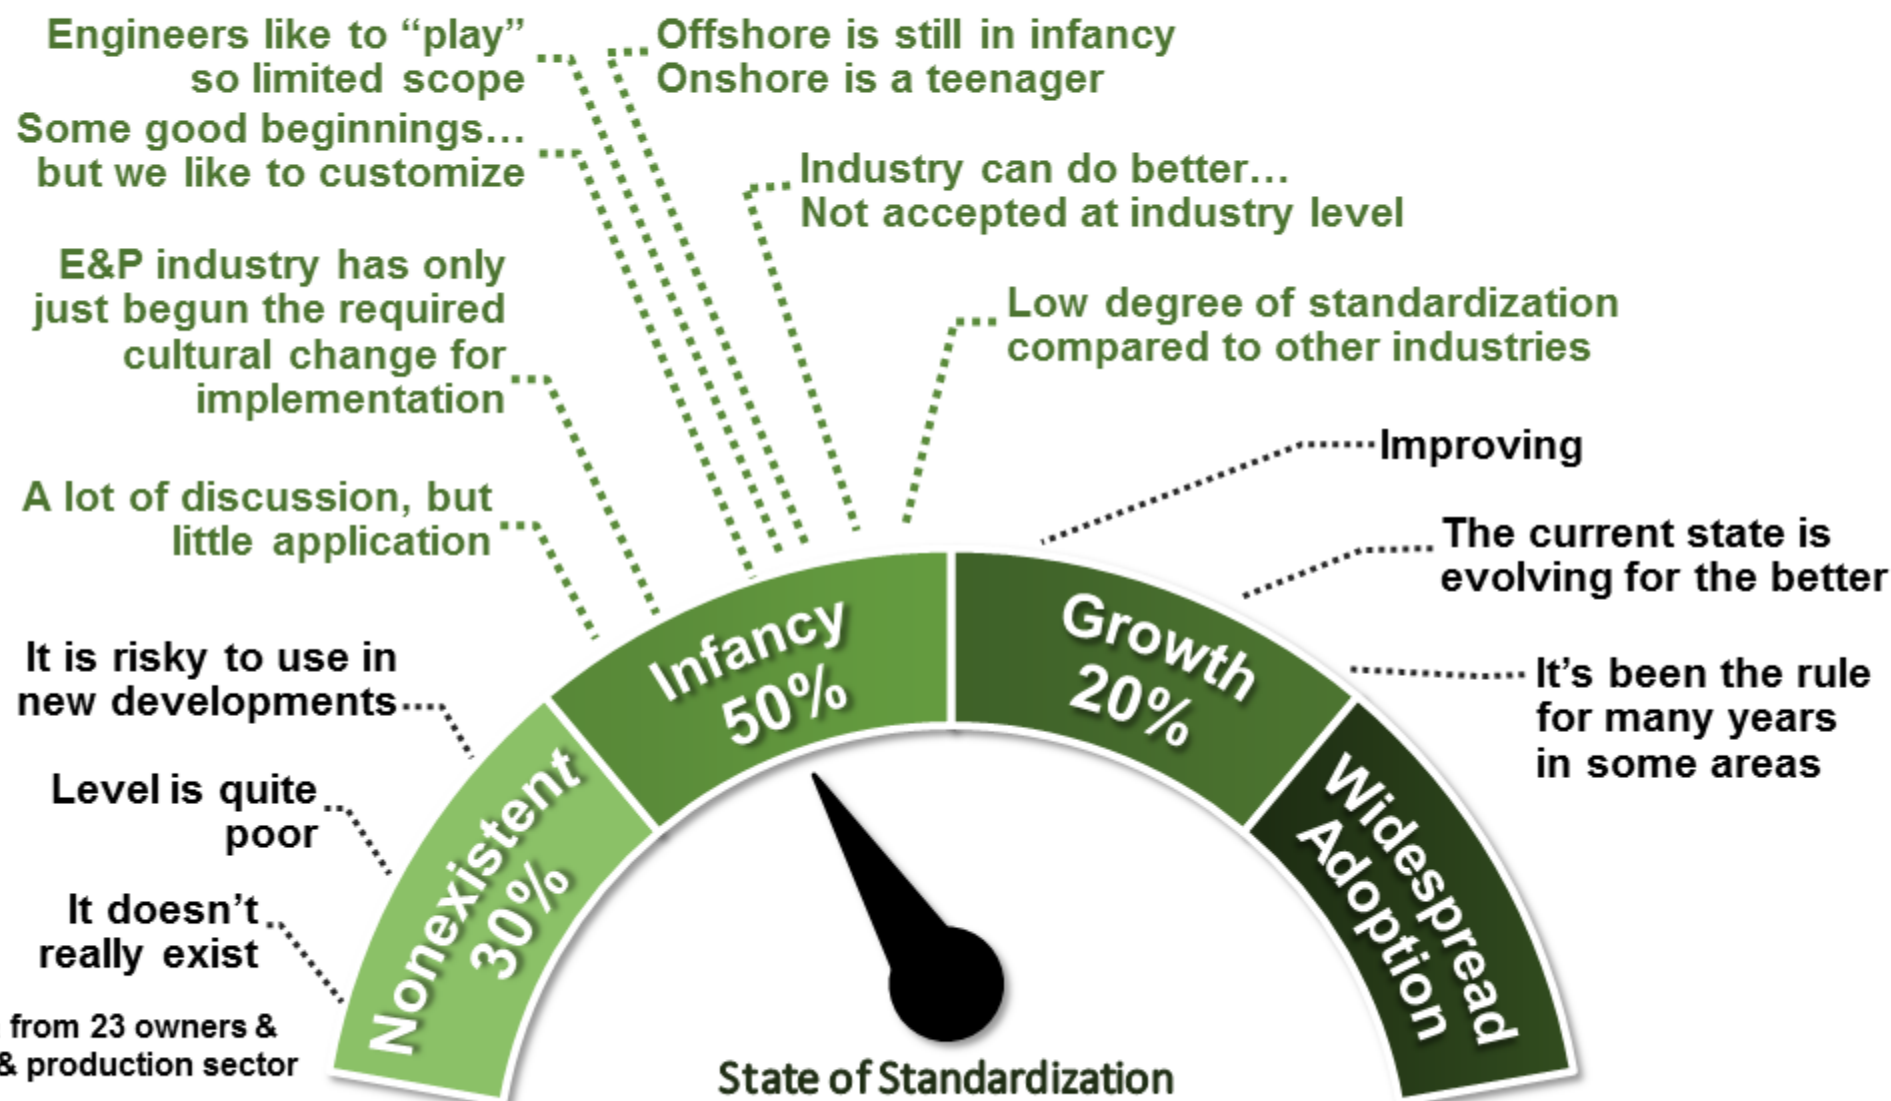 Engineers like to “play”
so limited scope
Offshore is still in infancy
Onshore is a teenager
Some good beginnings…
but we like to customize
Industry can do better…
Not accepted at industry level
E&P industry has only
just begun the required
cultural change for
implementation
Low degree of standardization
compared to other industries
Improving
A lot of discussion, but
little application
The current state is
evolving for the better
It is risky to use in
new developments
It’s been the rule
for many years
in some areas
Level is quite
poor
It doesn’t
really exist
Nonexistent
30%
Infancy
50%
Growth
20%
Widespread
Adoption
from 23 owners &
& production sector
State of Standardization